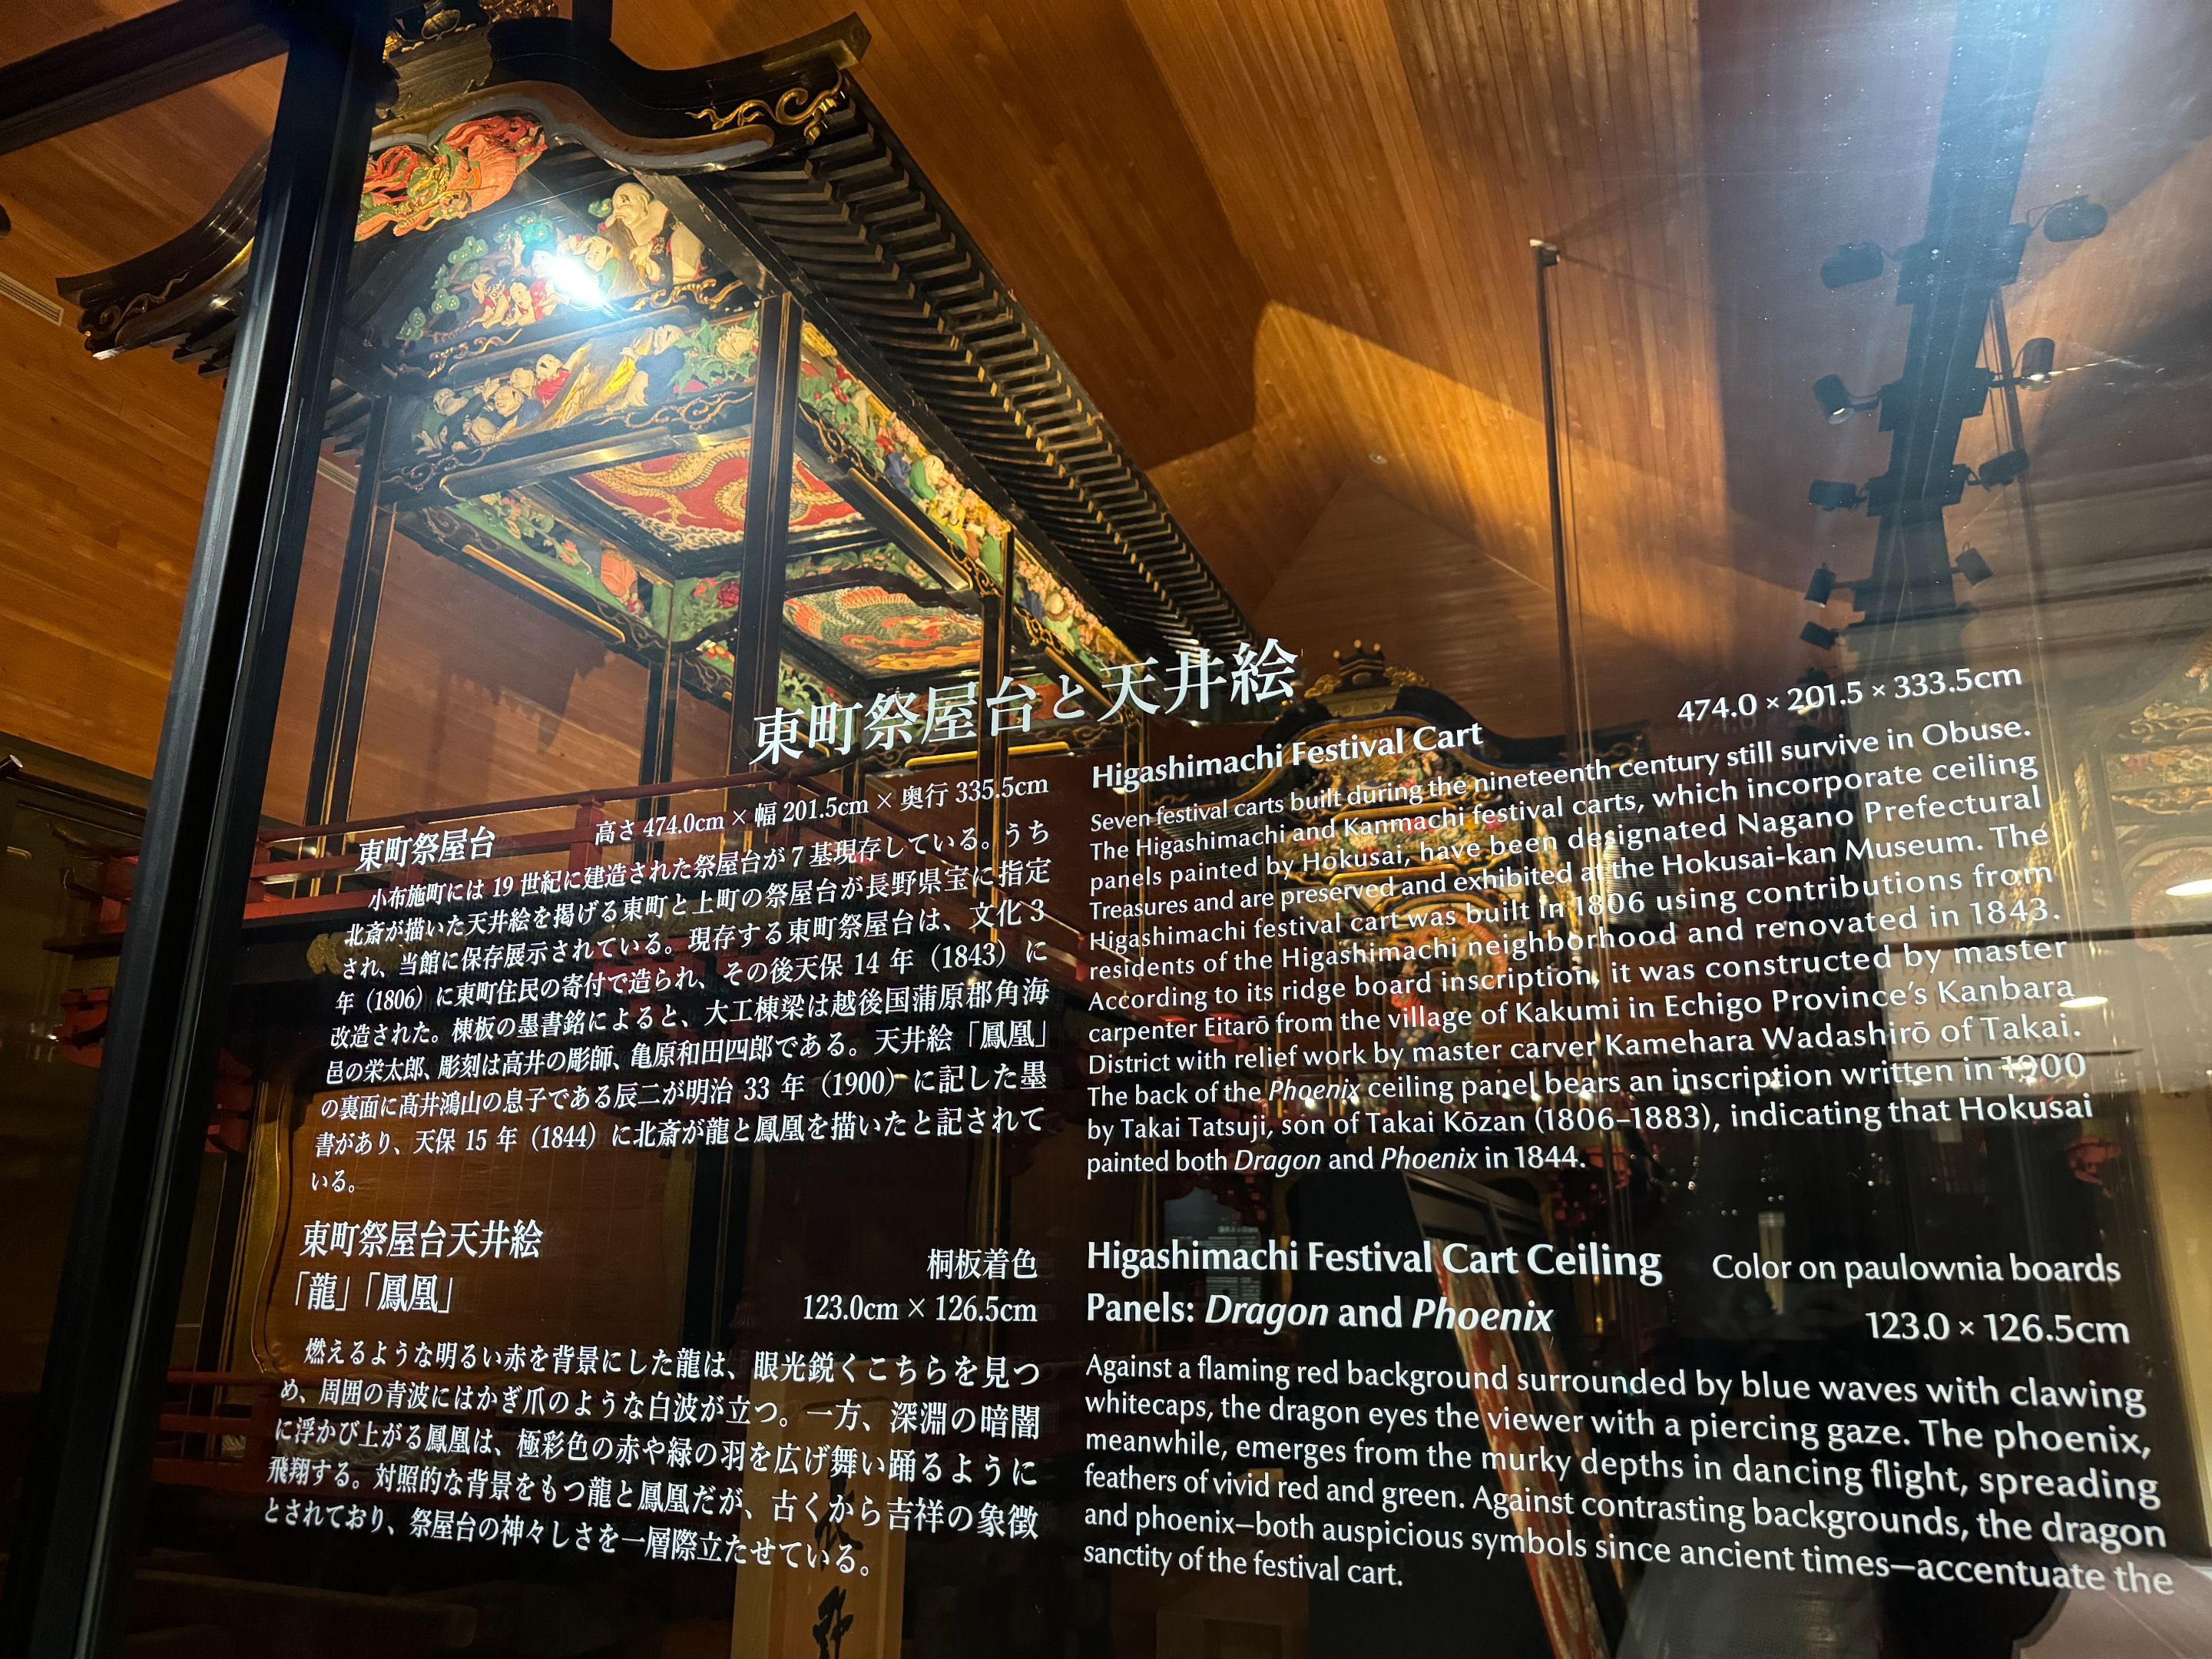 東町祭屋台と天井絵
東町祭屋台
高さ 474.0cm × 幅 201.5cm × 奥行 335.5cm
小布施町には 19 世紀に建造された祭屋台が 7 基現存している。うち
北斎が描いた天井絵を掲げる東町と上町の祭屋台が長野県宝に指定
され、当館に保存展示されている。現存する東町祭屋台は、文化 3
年（1806）に東町住民の寄付で造られ、その後天保 14 年（1843）に
改造された。棟板の墨書銘によると、大工棟梁は越後国蒲原郡角海
邑の栄太郎、彫刻は高井の彫師、亀原和田四郎である。天井絵「鳳凰」
の裏面に髙井鴻山の息子である辰二が明治 33 年（1900）に記した墨
書があり、天保 15 年（1844）に北斎が龍と鳳凰を描いたと記されて
いる。
東町祭屋台天井絵
「龍」「鳳凰」
桐板着色
123.0cm × 126.5cm
燃えるような明るい赤を背景にした龍は、眼光鋭くこちらを見つ
め、周囲の青波にはかぎ爪のような白波が立つ。一方、深淵の暗闇
に浮かび上がる鳳凰は、極彩色の赤や緑の羽を広げ舞い踊るように
飛翔する。対照的な背景をもつ龍と鳳凰だが、古くから吉祥の象徴
とされており、祭屋台の神々しさを一層際立たせている。
Higashimachi Festival Cart
474.0 × 201.5 × 333.5cm
Seven festival carts built during the nineteenth century still survive in Obuse.
The Higashimachi and Kanmachi festival carts, which incorporate ceiling
panels painted by Hokusai, have been designated Nagano Prefectural
Treasures and are preserved and exhibited at the Hokusai-kan Museum. The
Higashimachi festival cart was built in 1806 using contributions from
residents of the Higashimachi neighborhood and renovated in 1843.
According to its ridge board inscription, it was constructed by master
carpenter Eitarō from the village of Kakumi in Echigo Province's Kanbara
District with relief work by master carver Kamehara Wadashirō of Takai.
The back of the Phoenix ceiling panel bears an inscription written in 1900
by Takai Tatsuji, son of Takai Kōzan (1806–1883), indicating that Hokusai
painted both Dragon and Phoenix in 1844.
Higashimachi Festival Cart Ceiling
Panels: Dragon and Phoenix
Color on paulownia boards
123.0 × 126.5cm
Against a flaming red background surrounded by blue waves with clawing
whitecaps, the dragon eyes the viewer with a piercing gaze. The phoenix,
meanwhile, emerges from the murky depths in dancing flight, spreading
feathers of vivid red and green. Against contrasting backgrounds, the dragon
and phoenix—both auspicious symbols since ancient times—accentuate the
sanctity of the festival cart.